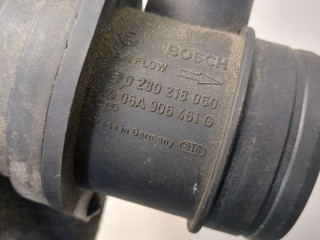 BOSCH
FLOW
0 280 218 060
06A 906 461 G
Made in Germany